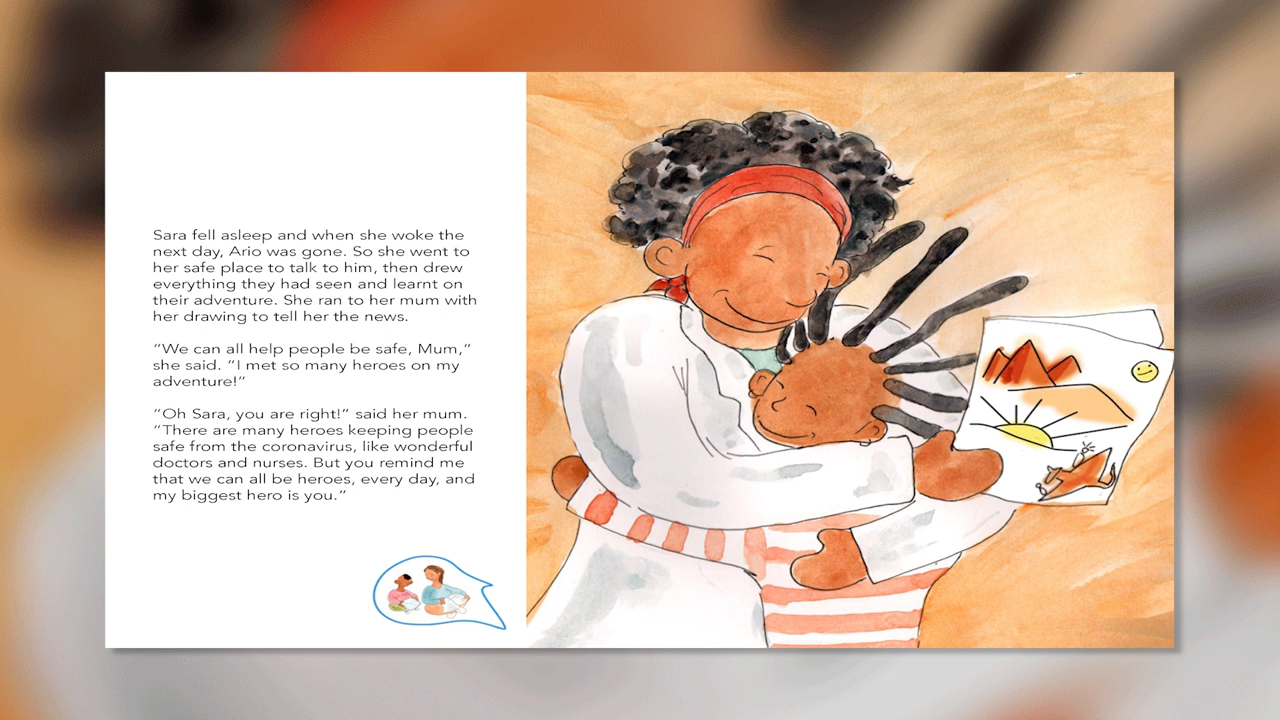 Sara fell asleep and when she woke the
next day, Ario was gone. So she went to
her safe place to talk to him, then drew
everything they had seen and learnt on
their adventure. She ran to her mum with
her drawing to tell her the news.
“We can all help people be safe, Mum,”
she said. “I met so many heroes on my
adventure!”
“Oh Sara, you are right!” said her mum.
“There are many heroes keeping people
safe from the coronavirus, like wonderful
doctors and nurses. But you remind me
that we can all be heroes, every day, and
my biggest hero is you.”